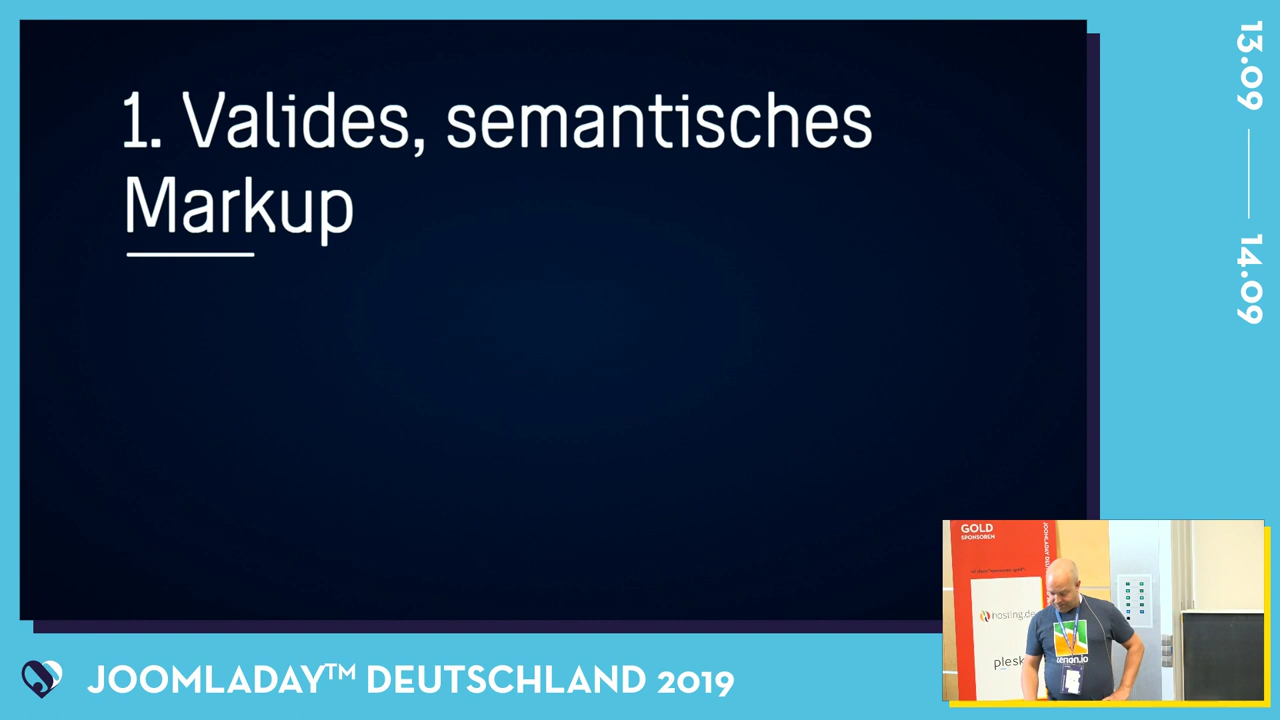 1. Valides, semantisches
Markup
13.09
14.09
GOLD
SPONSOREN
hosting.de
plesk
JOOMLADAY™ DEUTSCHLAND 2019